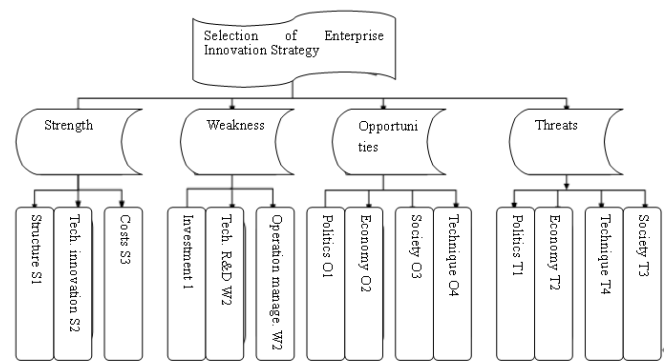 Selection of Enterprise
Innovation Strategy
Strength
Weakness
Opportuni
ties
Threats
Structure S1
Tech. innovation S2
Costs S3
Investment 1
Tech. R&D W2
Operation manage. W2
Politics O1
Economy O2
Society O3
Technique O4
Politics T1
Economy T2
Technique T4
Society T3